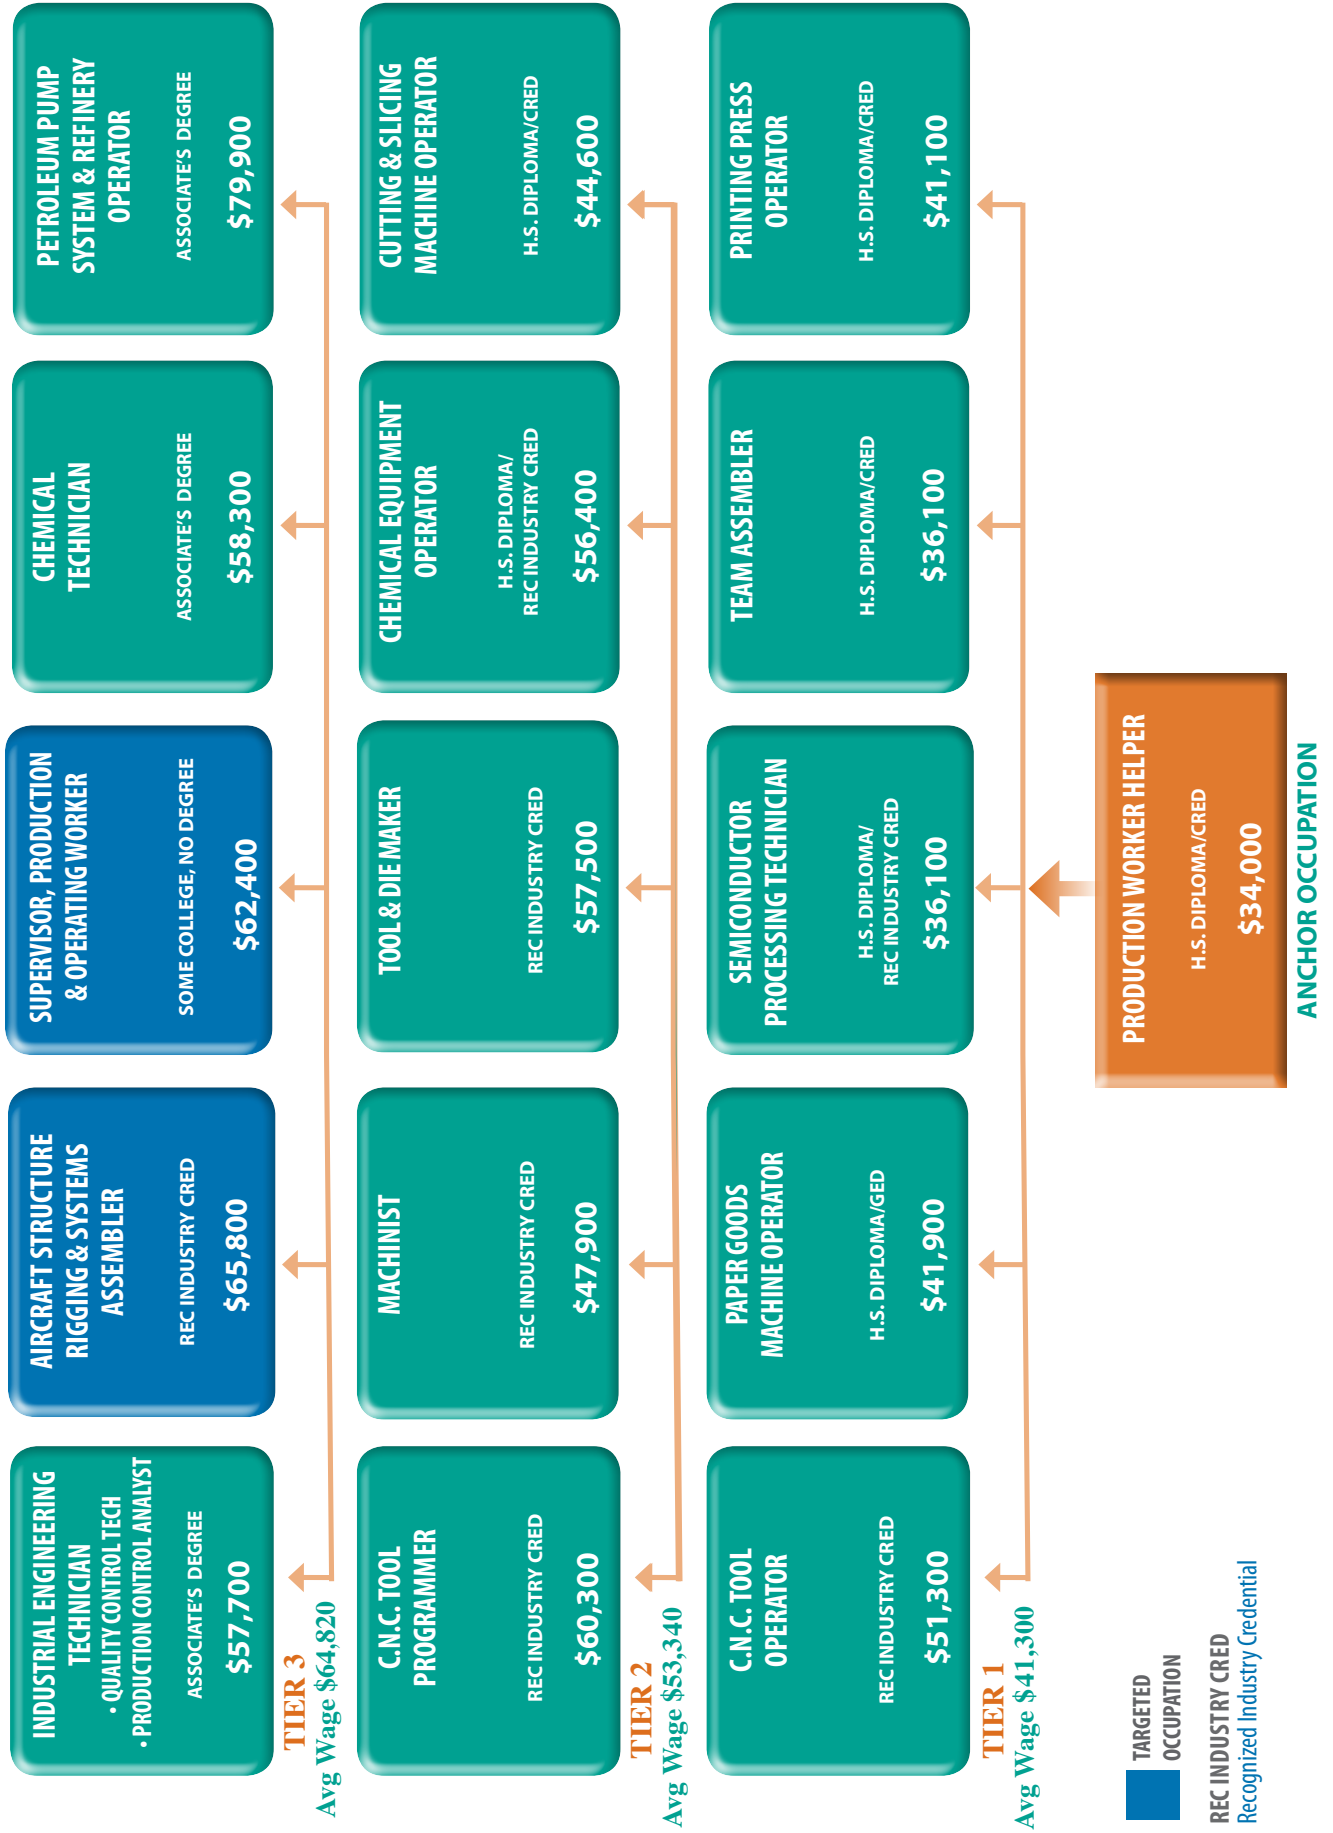 INDUSTRIAL ENGINEERING
TECHNICIAN
• QUALITY CONTROL TECH
• PRODUCTION CONTROL ANALYST
ASSOCIATE'S DEGREE
$57,700
AIRCRAFT STRUCTURE
RIGGING & SYSTEMS
ASSEMBLER
REC INDUSTRY CRED
$65,800
SUPERVISOR, PRODUCTION
& OPERATING WORKER
SOME COLLEGE, NO DEGREE
$62,400
CHEMICAL
TECHNICIAN
ASSOCIATE'S DEGREE
$58,300
PETROLEUM PUMP
SYSTEM & REFINERY
OPERATOR
ASSOCIATE'S DEGREE
$79,900
TIER 3
Avg Wage $64,820
C.N.C. TOOL
PROGRAMMER
REC INDUSTRY CRED
$60,300
MACHINIST
REC INDUSTRY CRED
$47,900
TOOL & DIE MAKER
REC INDUSTRY CRED
$57,500
CHEMICAL EQUIPMENT
OPERATOR
H.S. DIPLOMA/
REC INDUSTRY CRED
$56,400
CUTTING & SLICING
MACHINE OPERATOR
H.S. DIPLOMA/CRED
$44,600
TIER 2
Avg Wage $53,340
C.N.C. TOOL
OPERATOR
REC INDUSTRY CRED
$51,300
PAPER GOODS
MACHINE OPERATOR
H.S. DIPLOMA/GED
$41,900
SEMICONDUCTOR
PROCESSING TECHNICIAN
H.S. DIPLOMA/
REC INDUSTRY CRED
$36,100
TEAM ASSEMBLER
H.S. DIPLOMA/CRED
$36,100
PRINTING PRESS
OPERATOR
H.S. DIPLOMA/CRED
$41,100
TIER 1
Avg Wage $41,300
PRODUCTION WORKER HELPER
H.S. DIPLOMA/CRED
$34,000
ANCHOR OCCUPATION
TARGETED
OCCUPATION
REC INDUSTRY CRED
Recognized Industry Credential